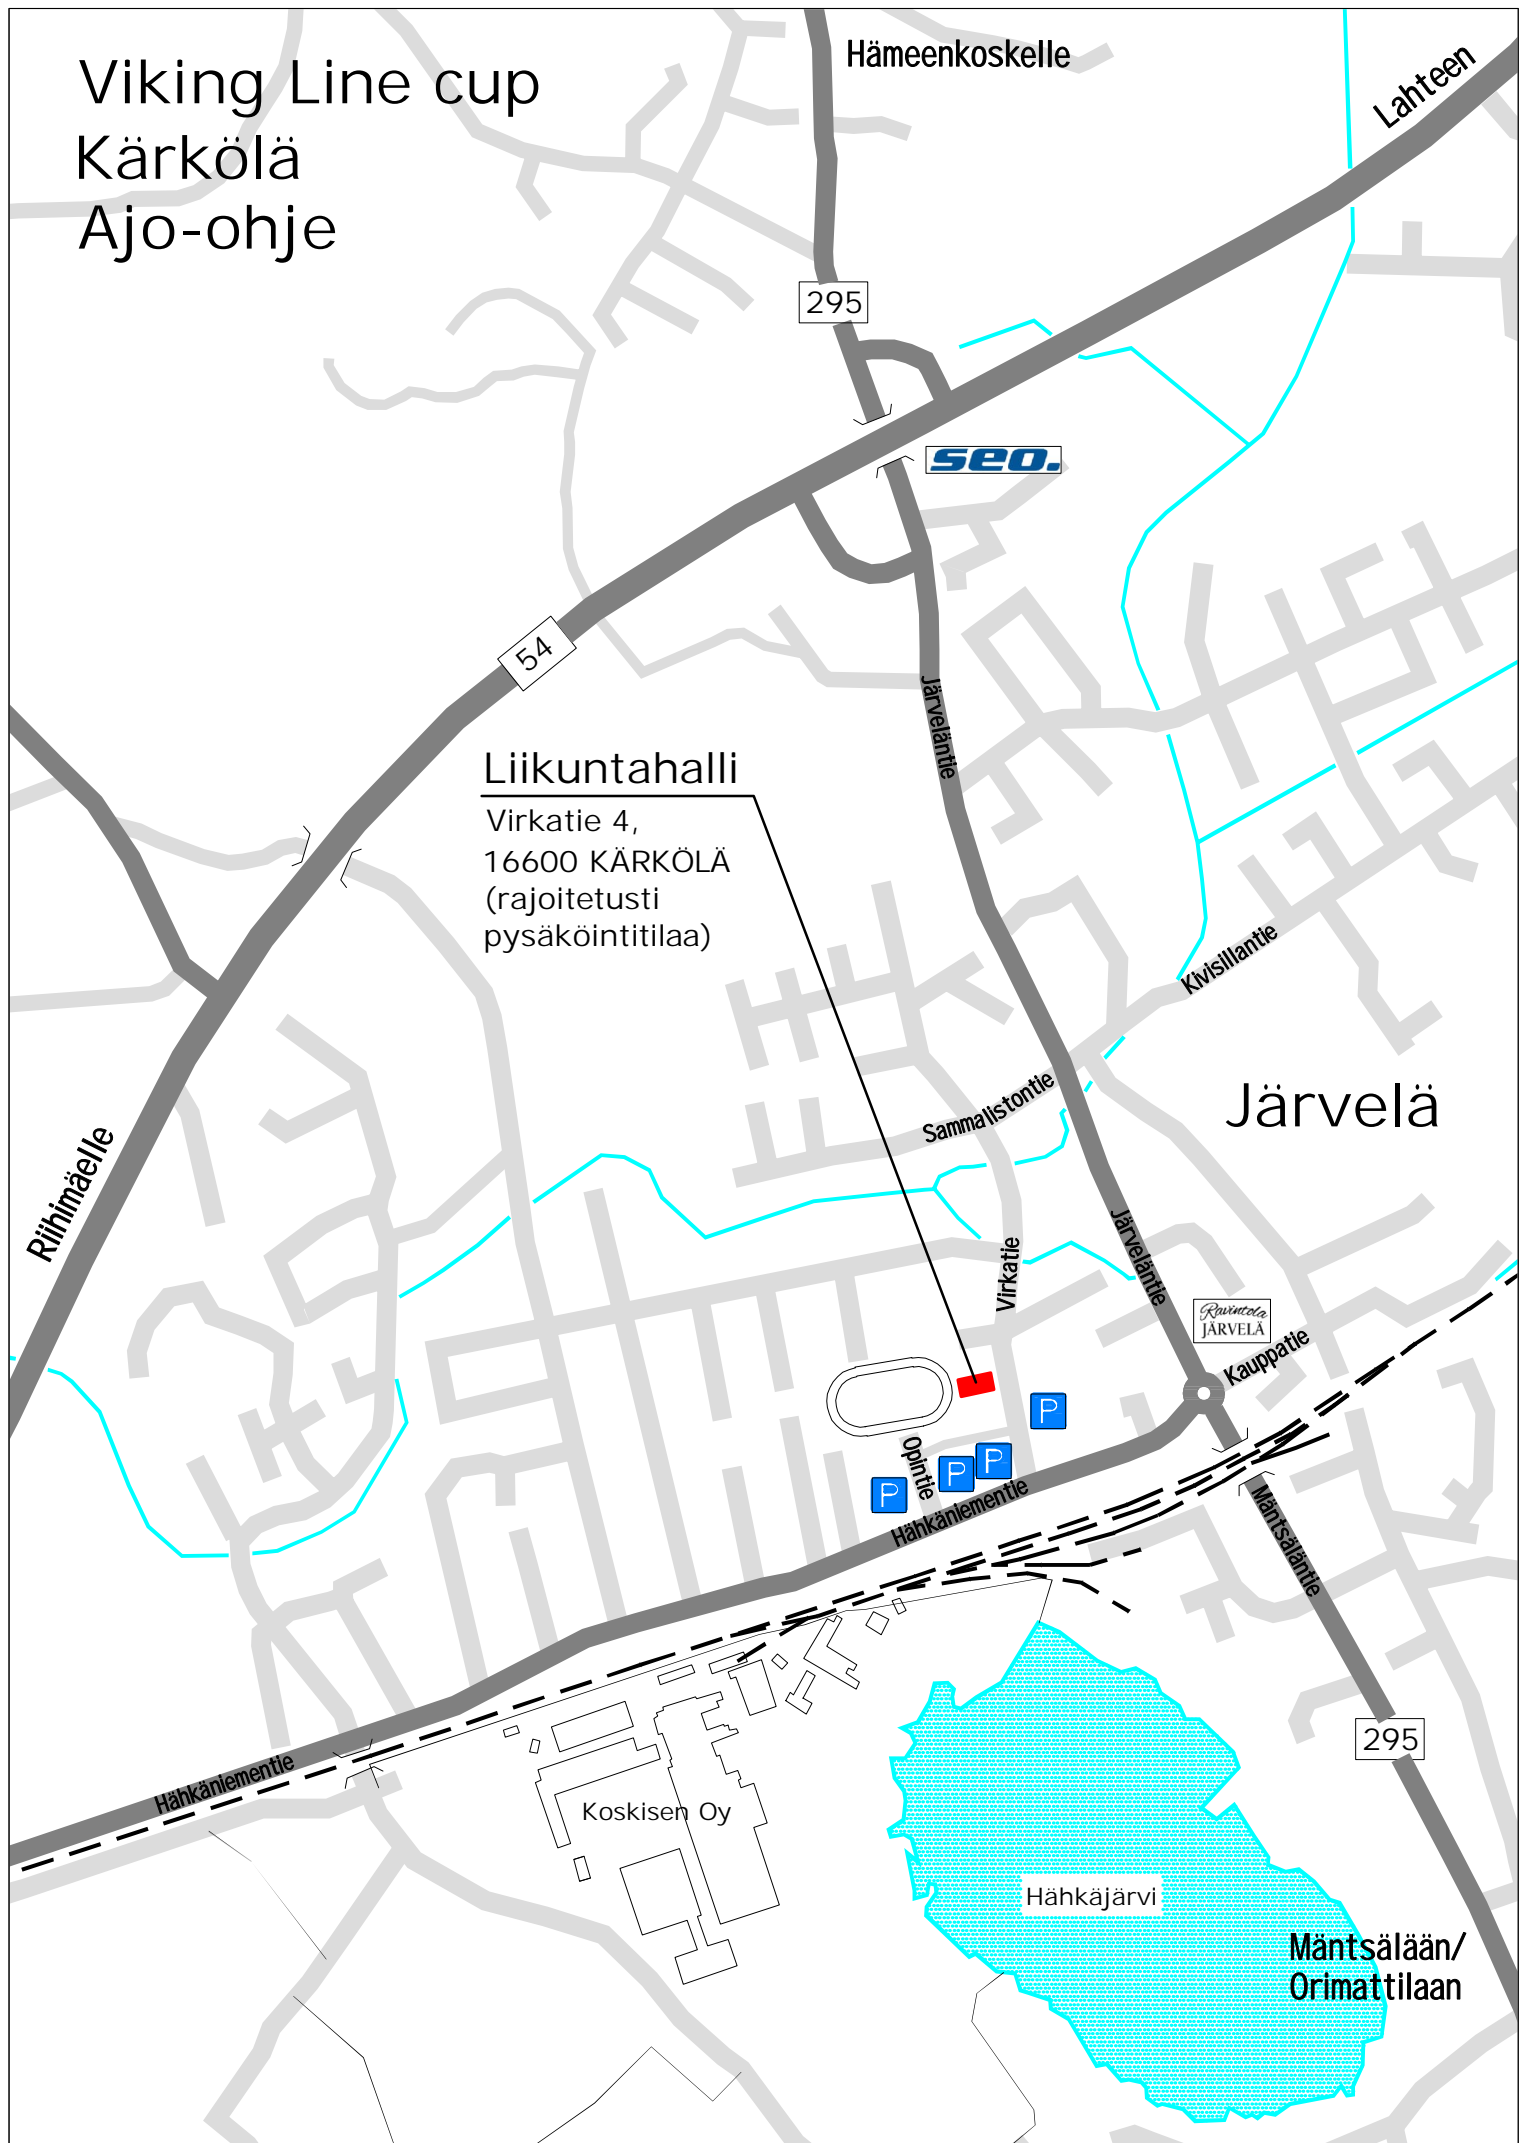 Viking Line cup
Kärkölä
Ajo-ohje
Hämeenkoskelle
Lahteen
295
seo.
54
Järveläntie
Liikuntahalli
Virkatie 4,
16600 KÄRKÖLÄ
(rajoitetusti
pysäköintitilaa)
Kivisillantie
Sammalistontie
Järvelä
Riihimäelle
Järveläntie
Virkatie
Ravintola
JÄRVELÄ
Kauppatie
P
Opintie
P
P
P
Hähkäniementie
Mäntsäläntie
295
Hähkäniementie
Koskisen Oy
Hähkäjärvi
Mäntsälään/
Orimattilaan